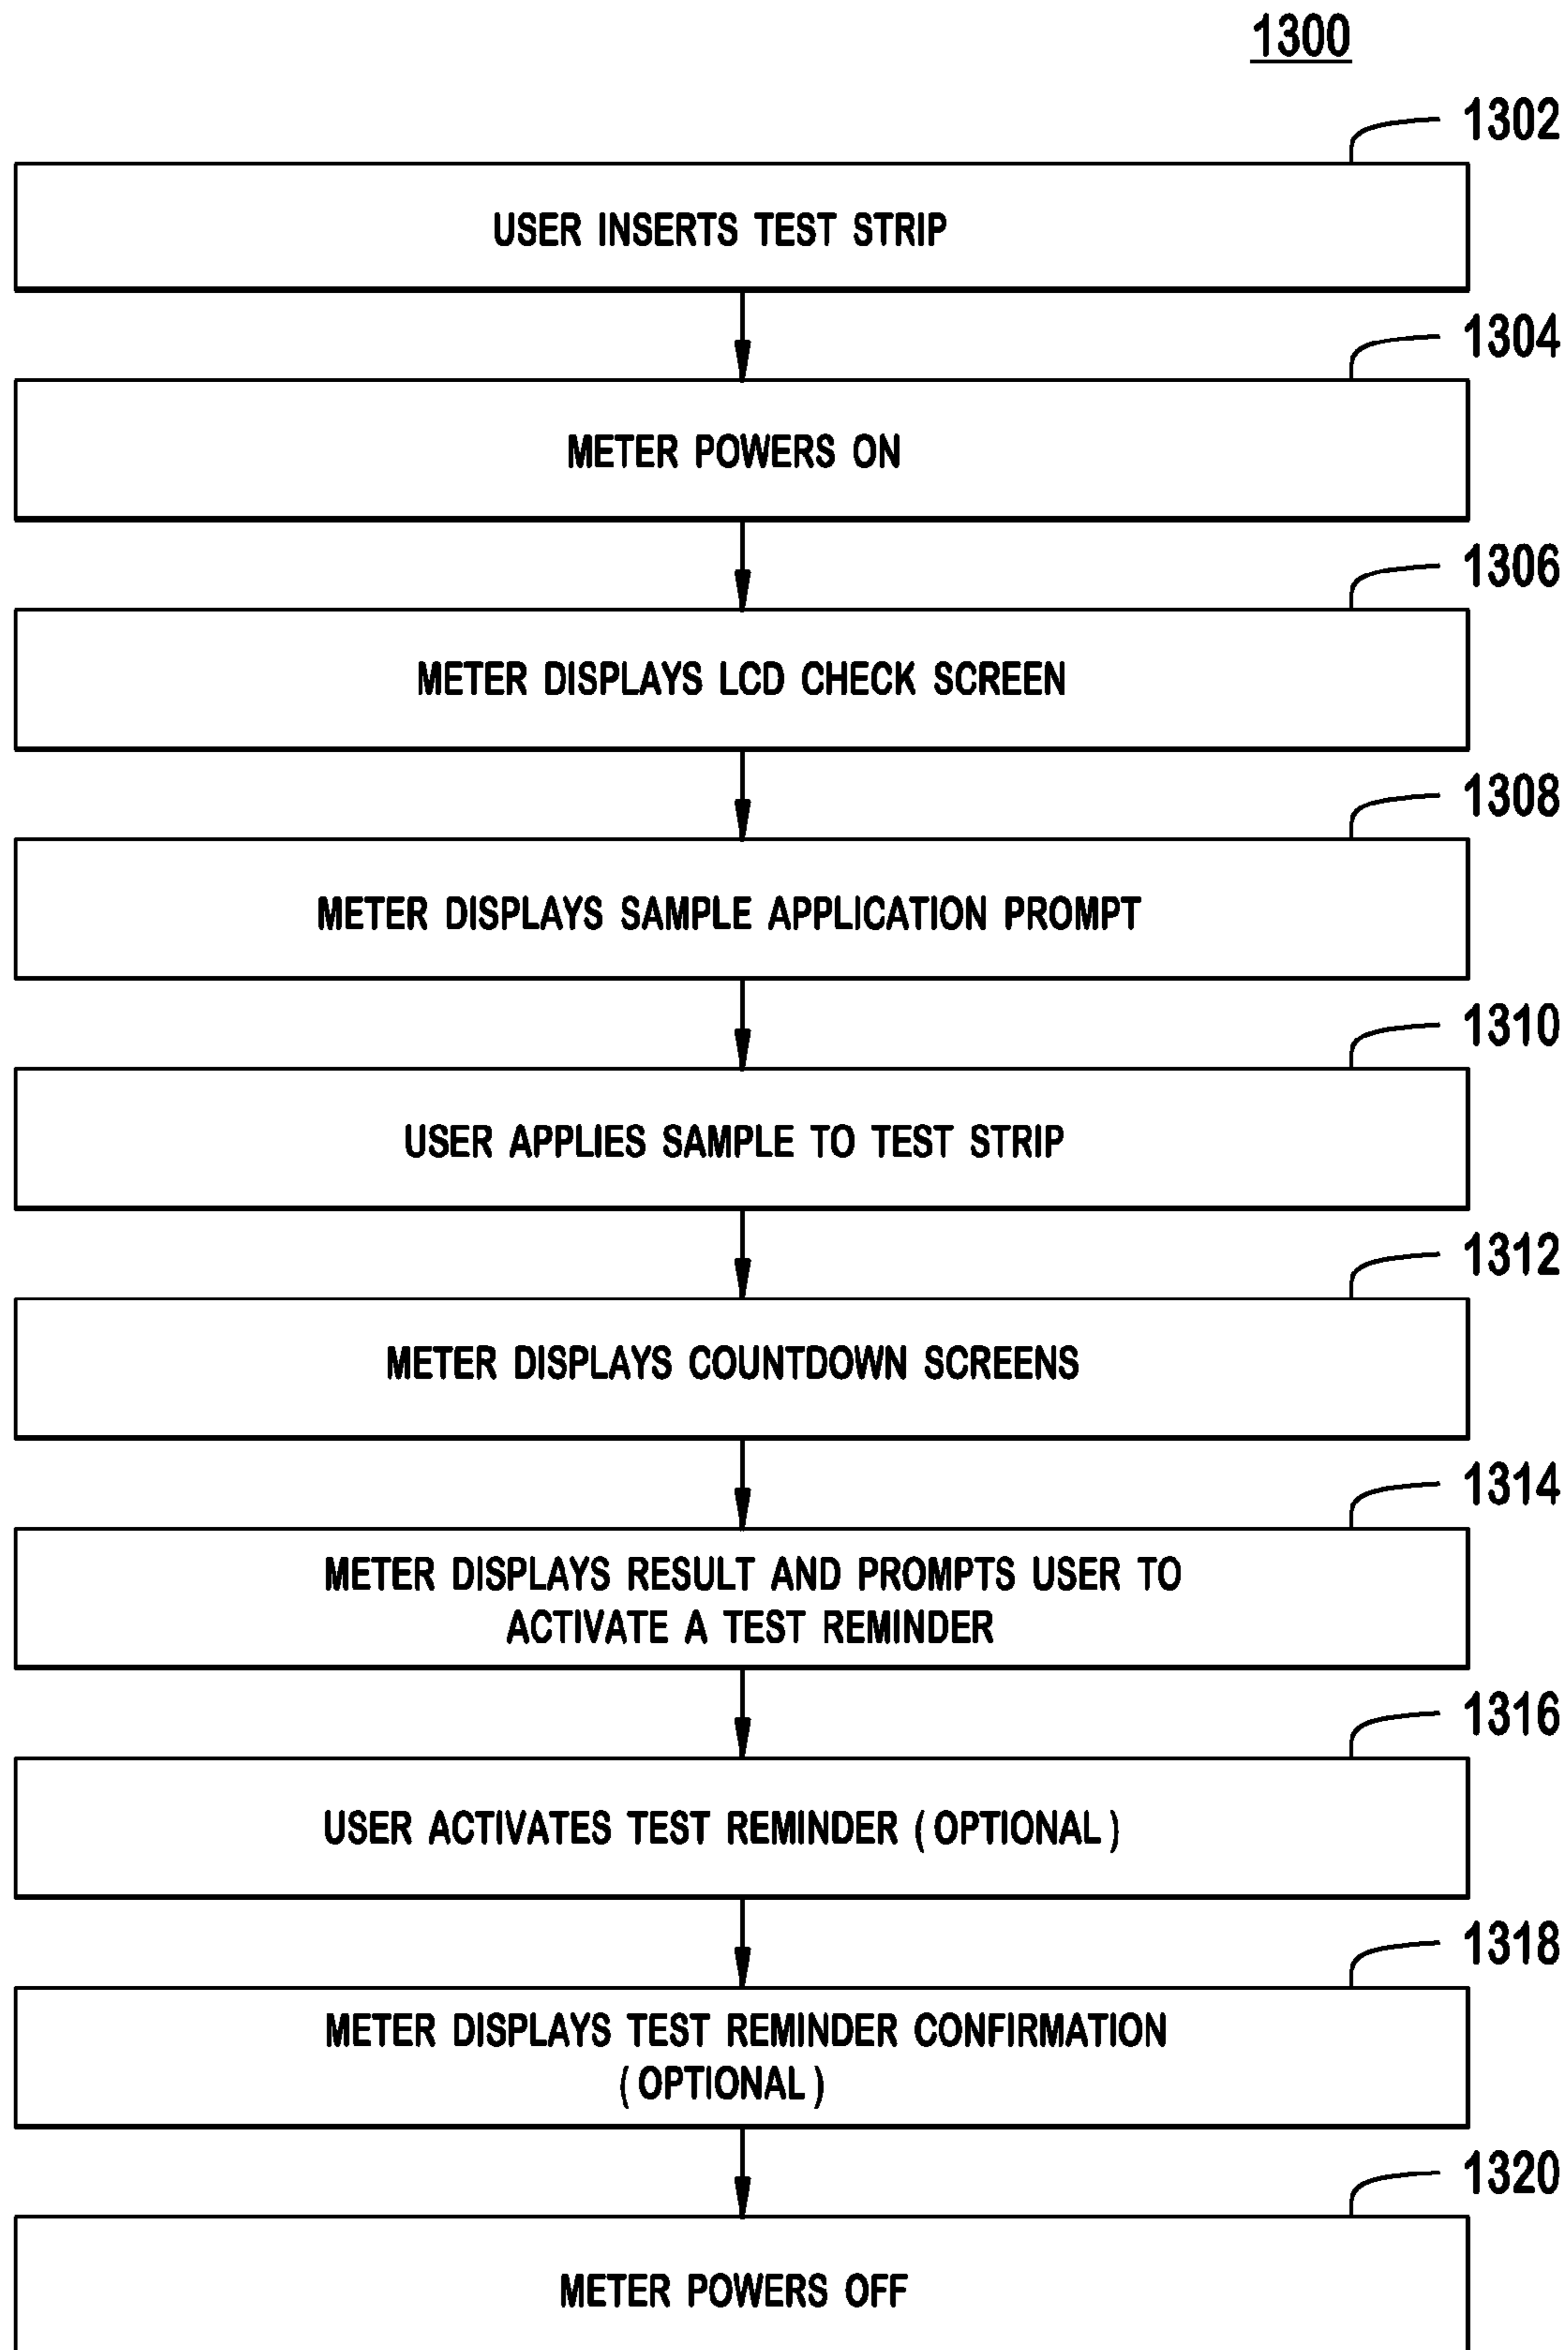 1300
1302
USER INSERTS TEST STRIP
1304
METER POWERS ON
1306
METER DISPLAYS LCD CHECK SCREEN
1308
METER DISPLAYS SAMPLE APPLICATION PROMPT
1310
USER APPLIES SAMPLE TO TEST STRIP
1312
METER DISPLAYS COUNTDOWN SCREENS
1314
METER DISPLAYS RESULT AND PROMPTS USER TO
ACTIVATE A TEST REMINDER
1316
USER ACTIVATES TEST REMINDER (OPTIONAL)
1318
METER DISPLAYS TEST REMINDER CONFIRMATION
(OPTIONAL)
1320
METER POWERS OFF